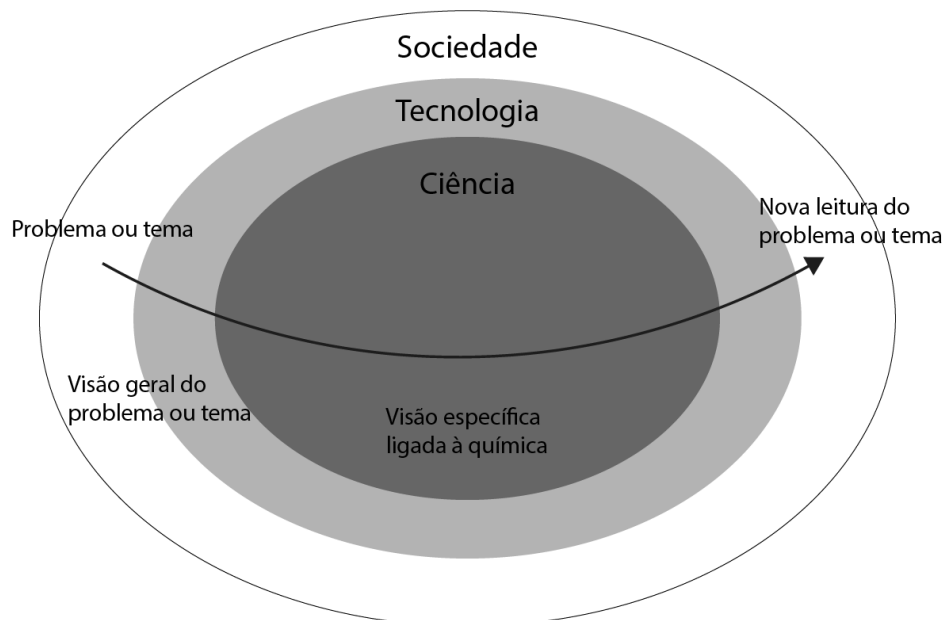 Sociedade
Tecnologia
Ciência
Problema ou tema
Nova leitura do
problema ou tema
Visão geral do
problema ou tema
Visão específica
ligada à química